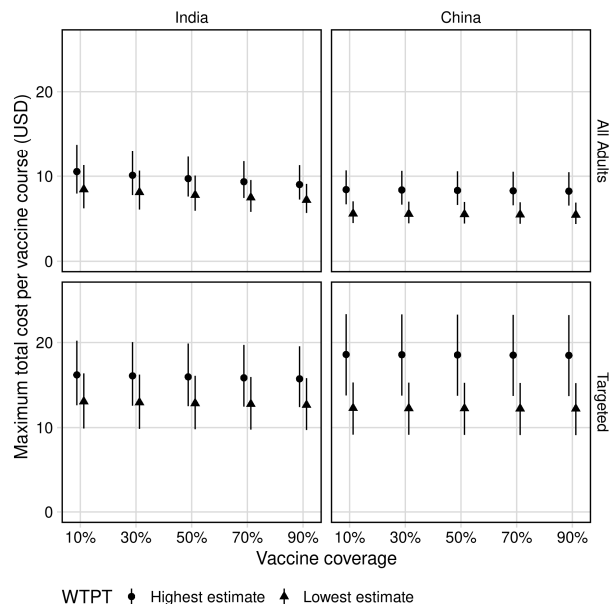 India China
Maximum total cost per vaccine course (USD)
20
10
0
All Adults
20
10
0
Targeted
10% 30% 50% 70% 90% 10% 30% 50% 70% 90%
Vaccine coverage
WTPT Highest estimate Lowest estimate